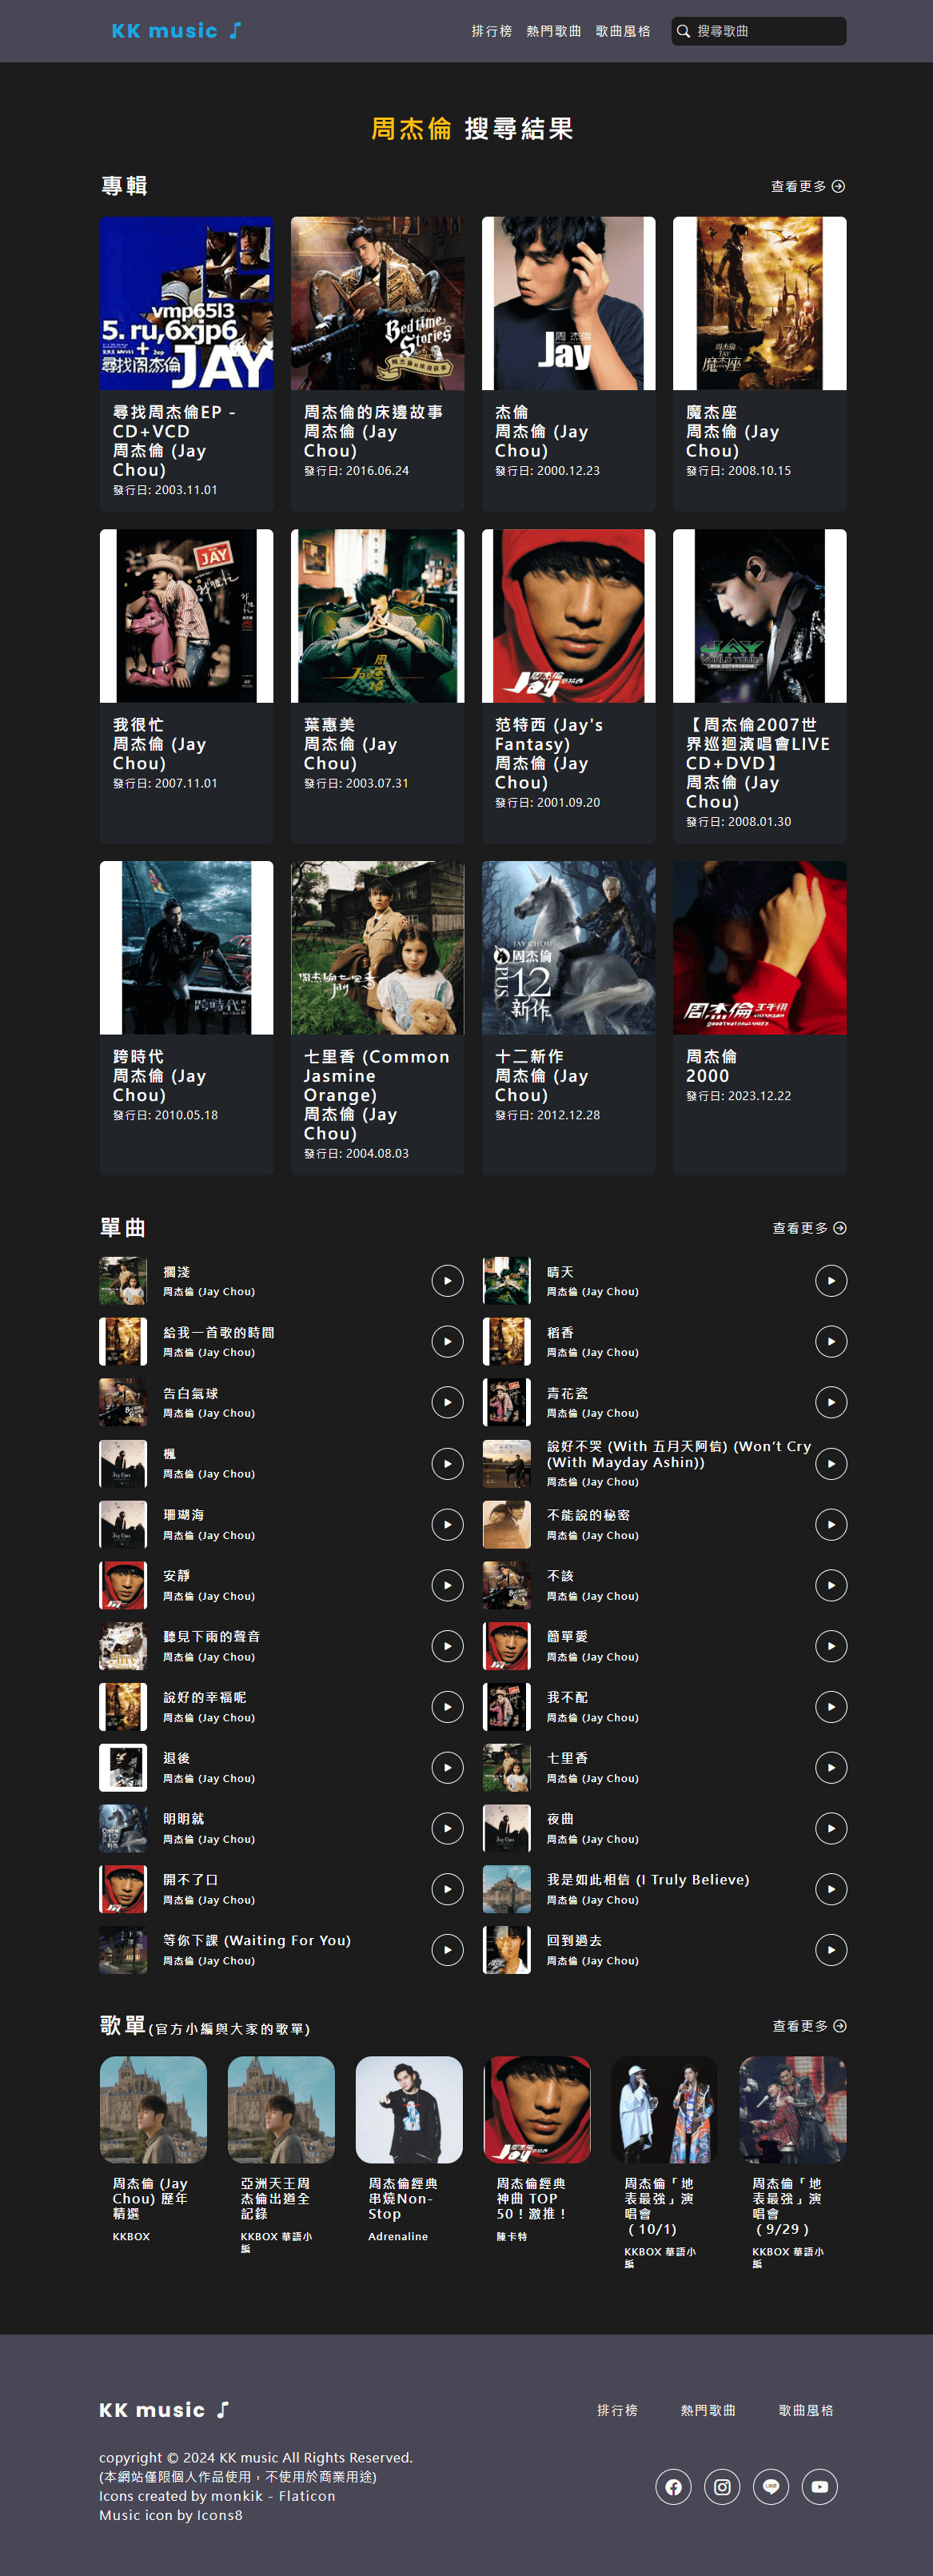 KK music
排行榜 熱門歌曲 歌曲風格 搜尋歌曲
周杰倫 搜尋結果
專輯 查看更多
vmp65l3
5. ru,6xjp6
+
尋找周杰倫
JAY
尋找周杰倫EP -
CD+VCD
周杰倫 (Jay
Chou)
發行日: 2003.11.01
Jay Chou's
Bedtime
Stories
周杰倫的床邊故事
周杰倫 (Jay
Chou)
發行日: 2016.06.24
周杰倫
Jay
杰倫
周杰倫 (Jay
Chou)
發行日: 2000.12.23
周杰倫
JAY
魔杰座
魔杰座
周杰倫 (Jay
Chou)
發行日: 2008.10.15
JAY
我很忙
我很忙
周杰倫 (Jay
Chou)
發行日: 2007.11.01
葉惠美
周杰倫 (Jay
Chou)
發行日: 2003.07.31
周杰倫
Jay
范特西 (Jay's
Fantasy)
周杰倫 (Jay
Chou)
發行日: 2001.09.20
JAY
WORLD TOURS
【周杰倫2007世
界巡迴演唱會LIVE
CD+DVD】
周杰倫 (Jay
Chou)
發行日: 2008.01.30
跨時代
跨時代
周杰倫 (Jay
Chou)
發行日: 2010.05.18
周杰倫七里香
Jay
七里香 (Common
Jasmine
Orange)
周杰倫 (Jay
Chou)
發行日: 2004.08.03
JAY CHOU
周杰倫
OPUS
12
新作
十二新作
周杰倫 (Jay
Chou)
發行日: 2012.12.28
周杰倫
周杰倫
2000
發行日: 2023.12.22
單曲 查看更多
擱淺
周杰倫 (Jay Chou)
晴天
周杰倫 (Jay Chou)
給我一首歌的時間
周杰倫 (Jay Chou)
稻香
周杰倫 (Jay Chou)
告白氣球
周杰倫 (Jay Chou)
青花瓷
周杰倫 (Jay Chou)
楓
周杰倫 (Jay Chou)
說好不哭 (With 五月天阿信) (Won’t Cry
(With Mayday Ashin))
周杰倫 (Jay Chou)
珊瑚海
周杰倫 (Jay Chou)
不能說的秘密
周杰倫 (Jay Chou)
安靜
周杰倫 (Jay Chou)
不該
周杰倫 (Jay Chou)
聽見下雨的聲音
周杰倫 (Jay Chou)
簡單愛
周杰倫 (Jay Chou)
說好的幸福呢
周杰倫 (Jay Chou)
我不配
周杰倫 (Jay Chou)
退後
周杰倫 (Jay Chou)
七里香
周杰倫 (Jay Chou)
明明就
周杰倫 (Jay Chou)
夜曲
周杰倫 (Jay Chou)
開不了口
周杰倫 (Jay Chou)
我是如此相信 (I Truly Believe)
周杰倫 (Jay Chou)
等你下課 (Waiting For You)
周杰倫 (Jay Chou)
回到過去
周杰倫 (Jay Chou)
歌單(官方小編與大家的歌單) 查看更多
周杰倫 (Jay
Chou) 歷年
精選
KKBOX
亞洲天王周
杰倫出道全
記錄
KKBOX 華語小
編
周杰倫經典
串燒Non-
Stop
Adrenaline
周杰倫
Jay
周杰倫經典
神曲 TOP
50！激推！
陳卡特
周杰倫「地
表最強」演
唱會
（10/1）
KKBOX 華語小
編
周杰倫「地
表最強」演
唱會
（9/29）
KKBOX 華語小
編
KK music
排行榜 熱門歌曲 歌曲風格
copyright © 2024 KK music All Rights Reserved.
(本網站僅限個人作品使用，不使用於商業用途)
Icons created by monkik - Flaticon
Music icon by Icons8
LINE